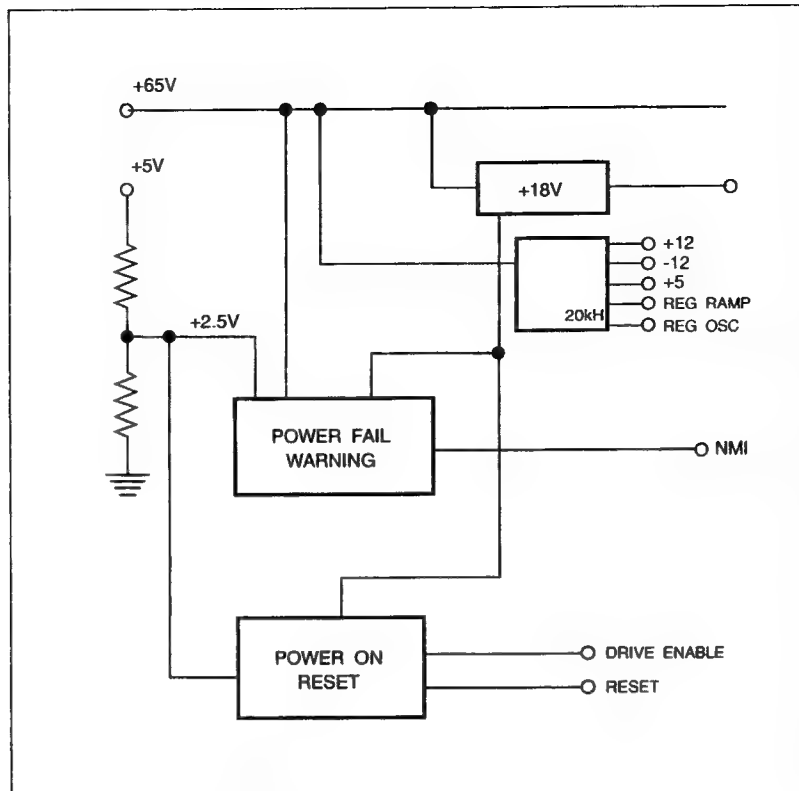 +65V
+5V
+18V
+12
-12
+5
20kH
REG RAMP
REG OSC
+2.5V
POWER FAIL
WARNING
NMI
POWER ON
RESET
DRIVE ENABLE
RESET